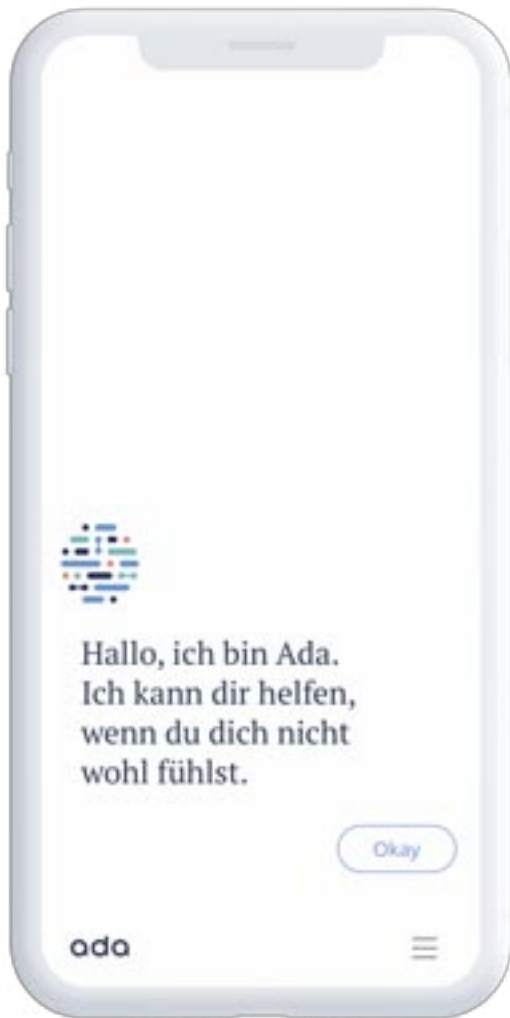 Hallo, ich bin Ada.
Ich kann dir helfen,
wenn du dich nicht
wohl fühlst.
Okay
ada